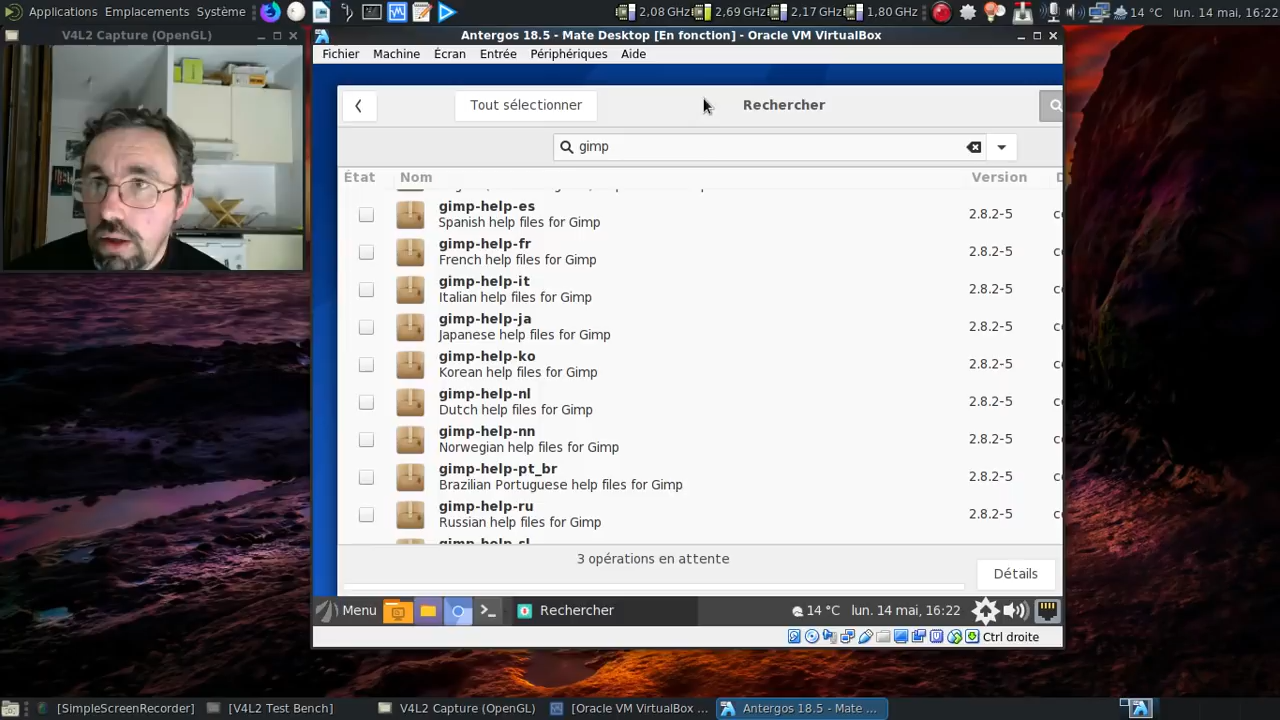 Applications Emplacements Système 2,08 GHz 2,69 GHz 2,17 GHz 1,80 GHz 14 °C lun. 14 mai, 16:22
V4L2 Capture (OpenGL)
Antergos 18.5 - Mate Desktop [En fonction] - Oracle VM VirtualBox
Fichier Machine Écran Entrée Périphériques Aide
Tout sélectionner Rechercher
gimp
État Nom Version
gimp-help-es
Spanish help files for Gimp 2.8.2-5
gimp-help-fr
French help files for Gimp 2.8.2-5
gimp-help-it
Italian help files for Gimp 2.8.2-5
gimp-help-ja
Japanese help files for Gimp 2.8.2-5
gimp-help-ko
Korean help files for Gimp 2.8.2-5
gimp-help-nl
Dutch help files for Gimp 2.8.2-5
gimp-help-nn
Norwegian help files for Gimp 2.8.2-5
gimp-help-pt_br
Brazilian Portuguese help files for Gimp 2.8.2-5
gimp-help-ru
Russian help files for Gimp 2.8.2-5
gimp-help-sl
3 opérations en attente
Détails
Menu Rechercher 14 °C lun. 14 mai, 16:22
Ctrl droite
[SimpleScreenRecorder] [V4L2 Test Bench] V4L2 Capture (OpenGL) [Oracle VM VirtualBox ... Antergos 18.5 - Mate ...